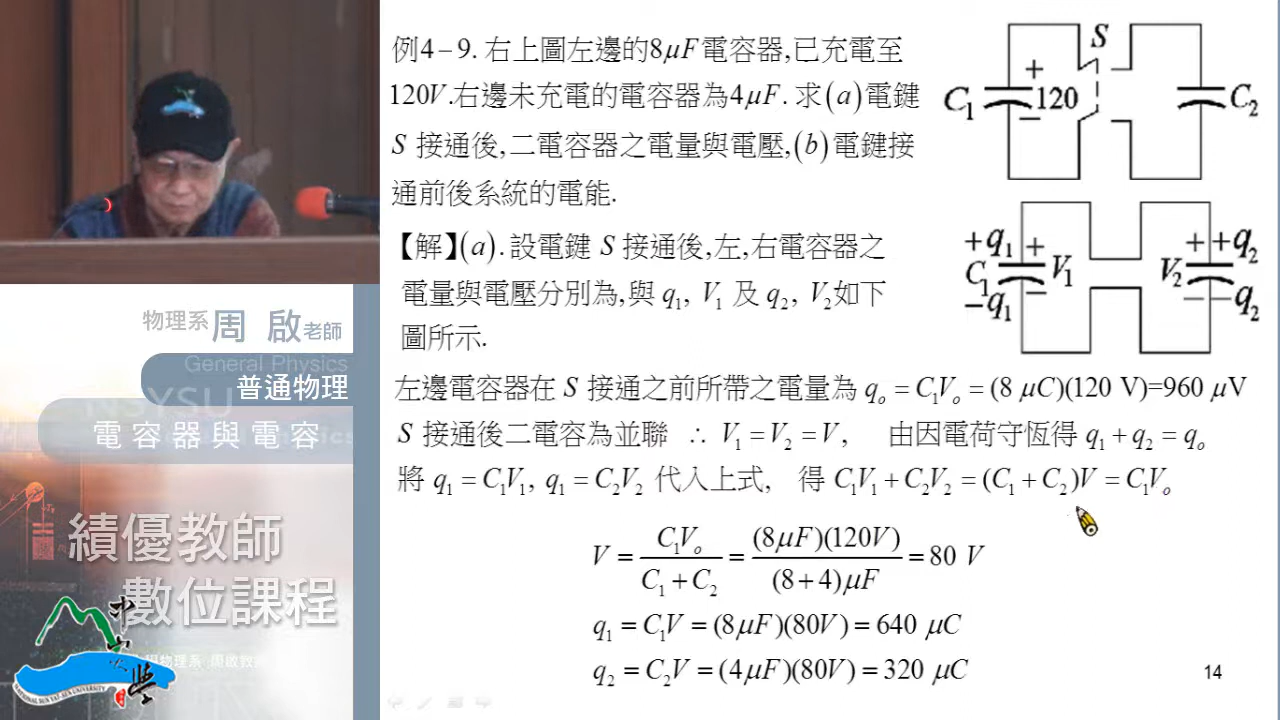 例4－9. 右上圖左邊的8μF電容器,已充電至
120V.右邊未充電的電容器為4μF. 求(a)電鍵
S 接通後,二電容器之電量與電壓,(b)電鍵接
通前後系統的電能.
S
C₁
+
120
−
C₂
【解】(a).設電鍵 S 接通後,左,右電容器之
電量與電壓分別為,與 q₁, V₁ 及 q₂, V₂如下
圖所示.
+q₁ +
C₁ V₁
−q₁ −
V₂
+ +q₂
− −q₂
左邊電容器在 S 接通之前所帶之電量為 qₒ = C₁Vₒ = (8 μC)(120 V)=960 μV
S 接通後二電容為並聯 ∴ V₁ = V₂ = V, 由因電荷守恆得 q₁ + q₂ = qₒ
將 q₁ = C₁V₁, q₁ = C₂V₂ 代入上式, 得 C₁V₁ + C₂V₂ = (C₁ + C₂)V = C₁Vₒ
V = C₁Vₒ / (C₁ + C₂) = (8μF)(120V) / (8+4)μF = 80 V
q₁ = C₁V = (8μF)(80V) = 640 μC
q₂ = C₂V = (4μF)(80V) = 320 μC
14
物理系 周 啟 老師
General Physics
普通物理
NSYSU
電容器與電容
績優教師
數位課程